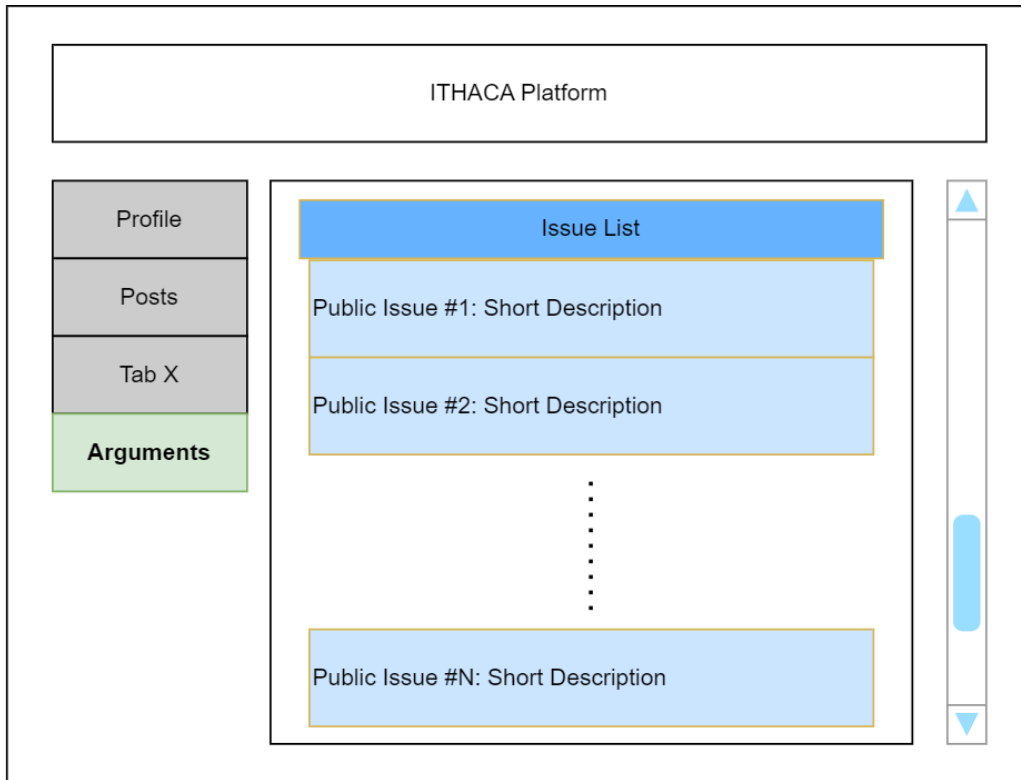 ITHACA Platform
Profile
Posts
Tab X
Arguments
Issue List
Public Issue #1: Short Description
Public Issue #2: Short Description
Public Issue #N: Short Description